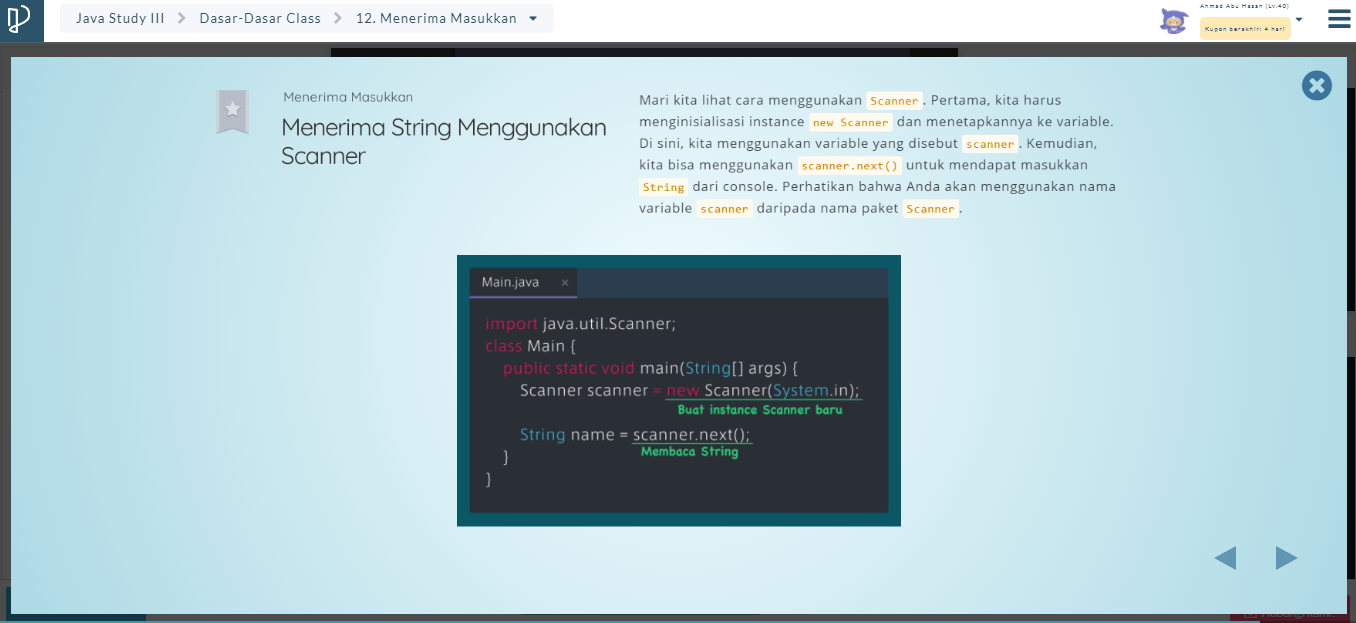 Java Study III > Dasar-Dasar Class > 12. Menerima Masukkan
Ahmad Abu Hasan (Lv.40)
Kupon berakhir: 4 hari
Menerima Masukkan
Menerima String Menggunakan
Scanner
Mari kita lihat cara menggunakan Scanner. Pertama, kita harus
menginisialisasi instance new Scanner dan menetapkannya ke variable.
Di sini, kita menggunakan variable yang disebut scanner. Kemudian,
kita bisa menggunakan scanner.next() untuk mendapat masukkan
String dari console. Perhatikan bahwa Anda akan menggunakan nama
variable scanner daripada nama paket Scanner.
Main.java ×
import java.util.Scanner;
class Main {
public static void main(String[] args) {
Scanner scanner = new Scanner(System.in);
Buat instance Scanner baru
String name = scanner.next();
Membaca String
}
}